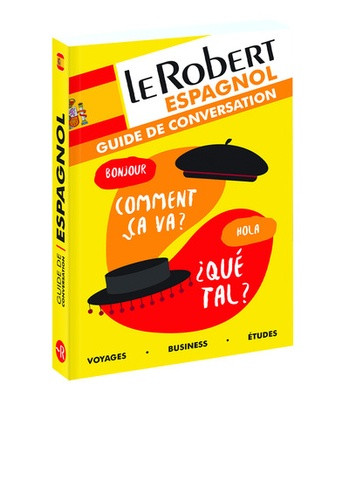 GUIDE DE
CONVERSATION
ESPAGNOL
Le Robert
ESPAGNOL
GUIDE DE CONVERSATION
BONJOUR
COMMENT
ÇA VA ?
HOLA
¿QUÉ
TAL ?
VOYAGES • BUSINESS • ÉTUDES
R